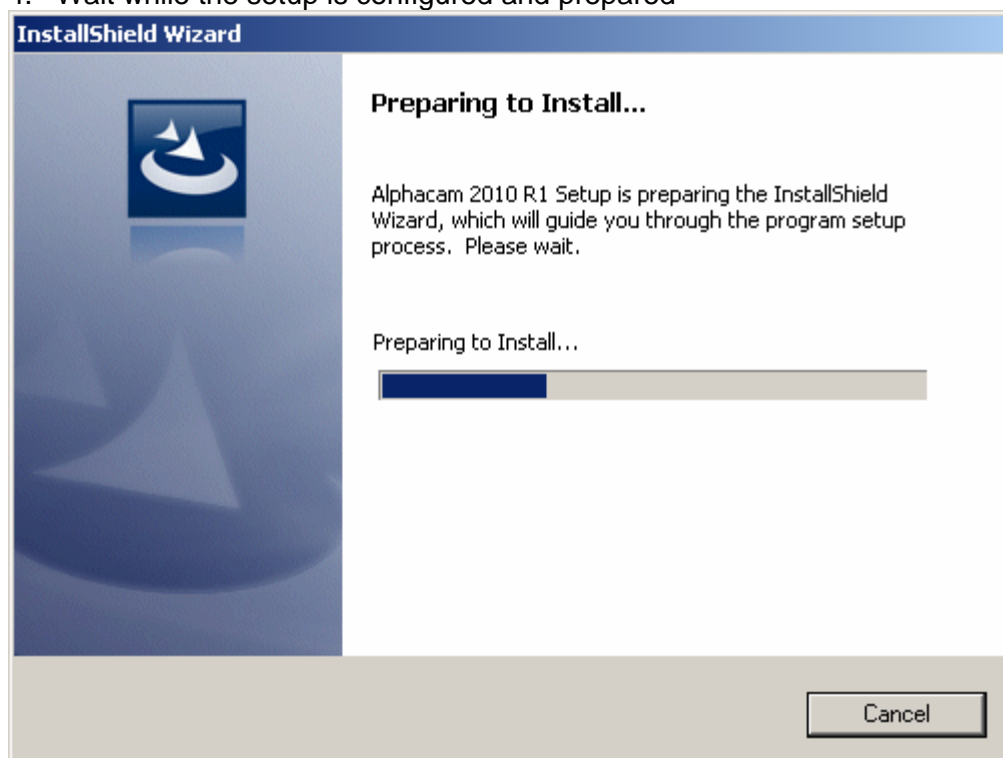 Wait while the setup is configured and prepared
InstallShield Wizard
Preparing to Install...
Alphacam 2010 R1 Setup is preparing the InstallShield
Wizard, which will guide you through the program setup
process. Please wait.
Preparing to Install...
Cancel